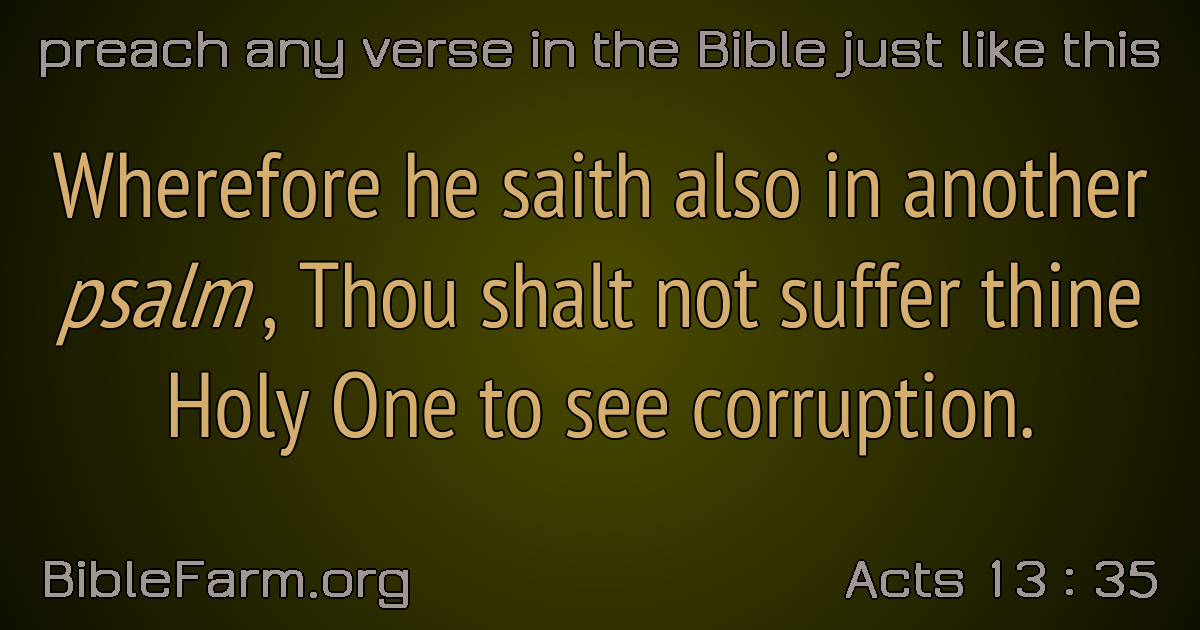 preach any verse in the Bible just like this
Wherefore he saith also in another
psalm , Thou shalt not suffer thine
Holy One to see corruption.
BibleFarm.org
Acts 13 : 35